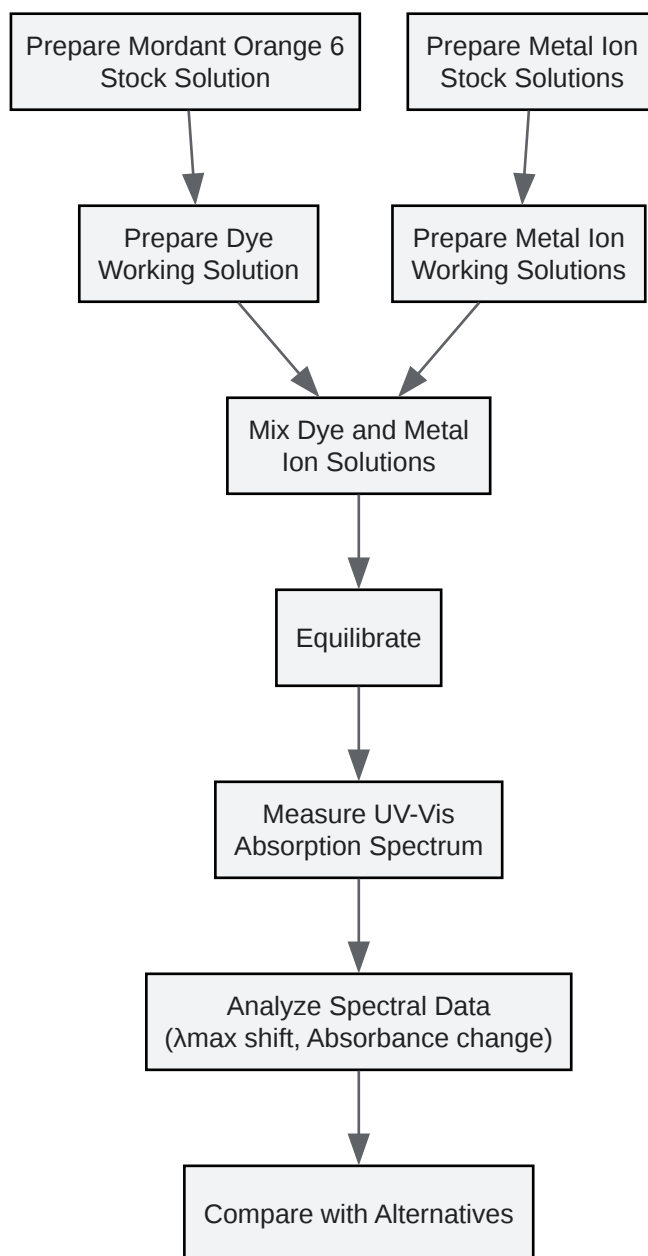 Prepare Mordant Orange 6
Stock Solution
Prepare Metal Ion
Stock Solutions
Prepare Dye
Working Solution
Prepare Metal Ion
Working Solutions
Mix Dye and Metal
Ion Solutions
Equilibrate
Measure UV-Vis
Absorption Spectrum
Analyze Spectral Data
(λmax shift, Absorbance change)
Compare with Alternatives